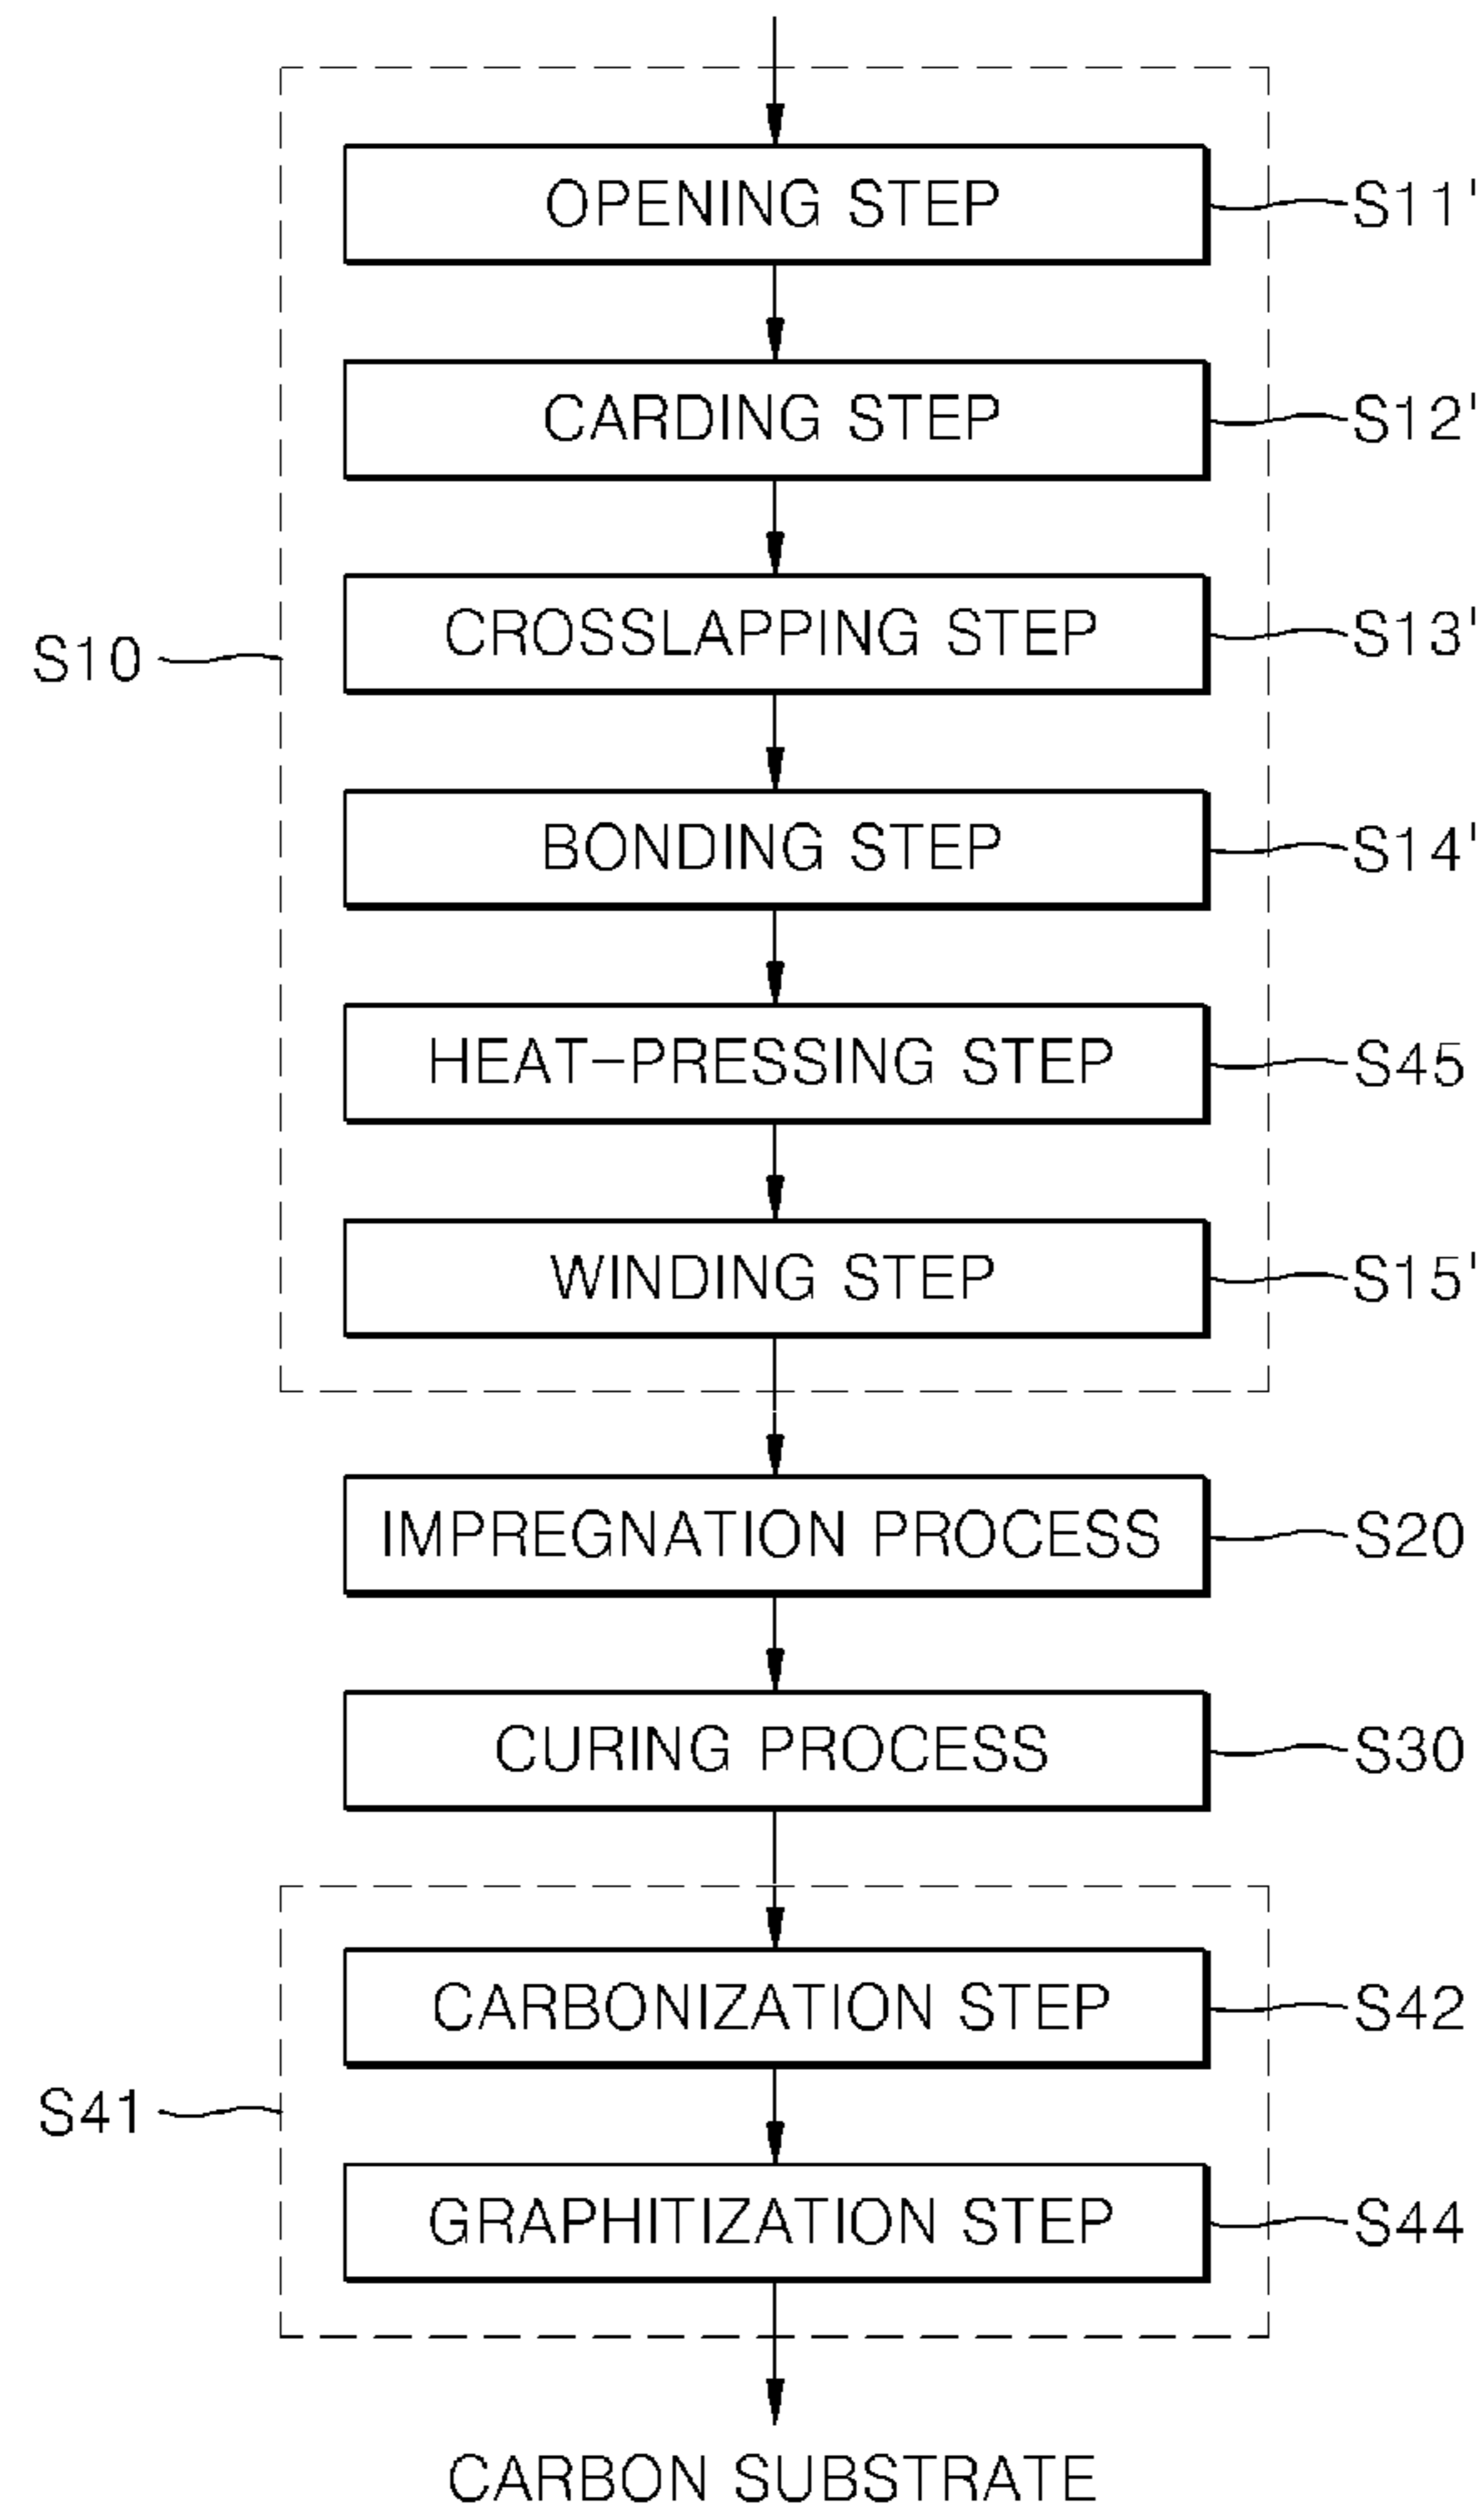 OPENING STEP S11'
CARDING STEP S12'
CROSSLAPPING STEP S13'
S10
BONDING STEP S14'
HEAT-PRESSING STEP S45
WINDING STEP S15'
IMPREGNATION PROCESS S20
CURING PROCESS S30
CARBONIZATION STEP S42
S41
GRAPHITIZATION STEP S44
CARBON SUBSTRATE